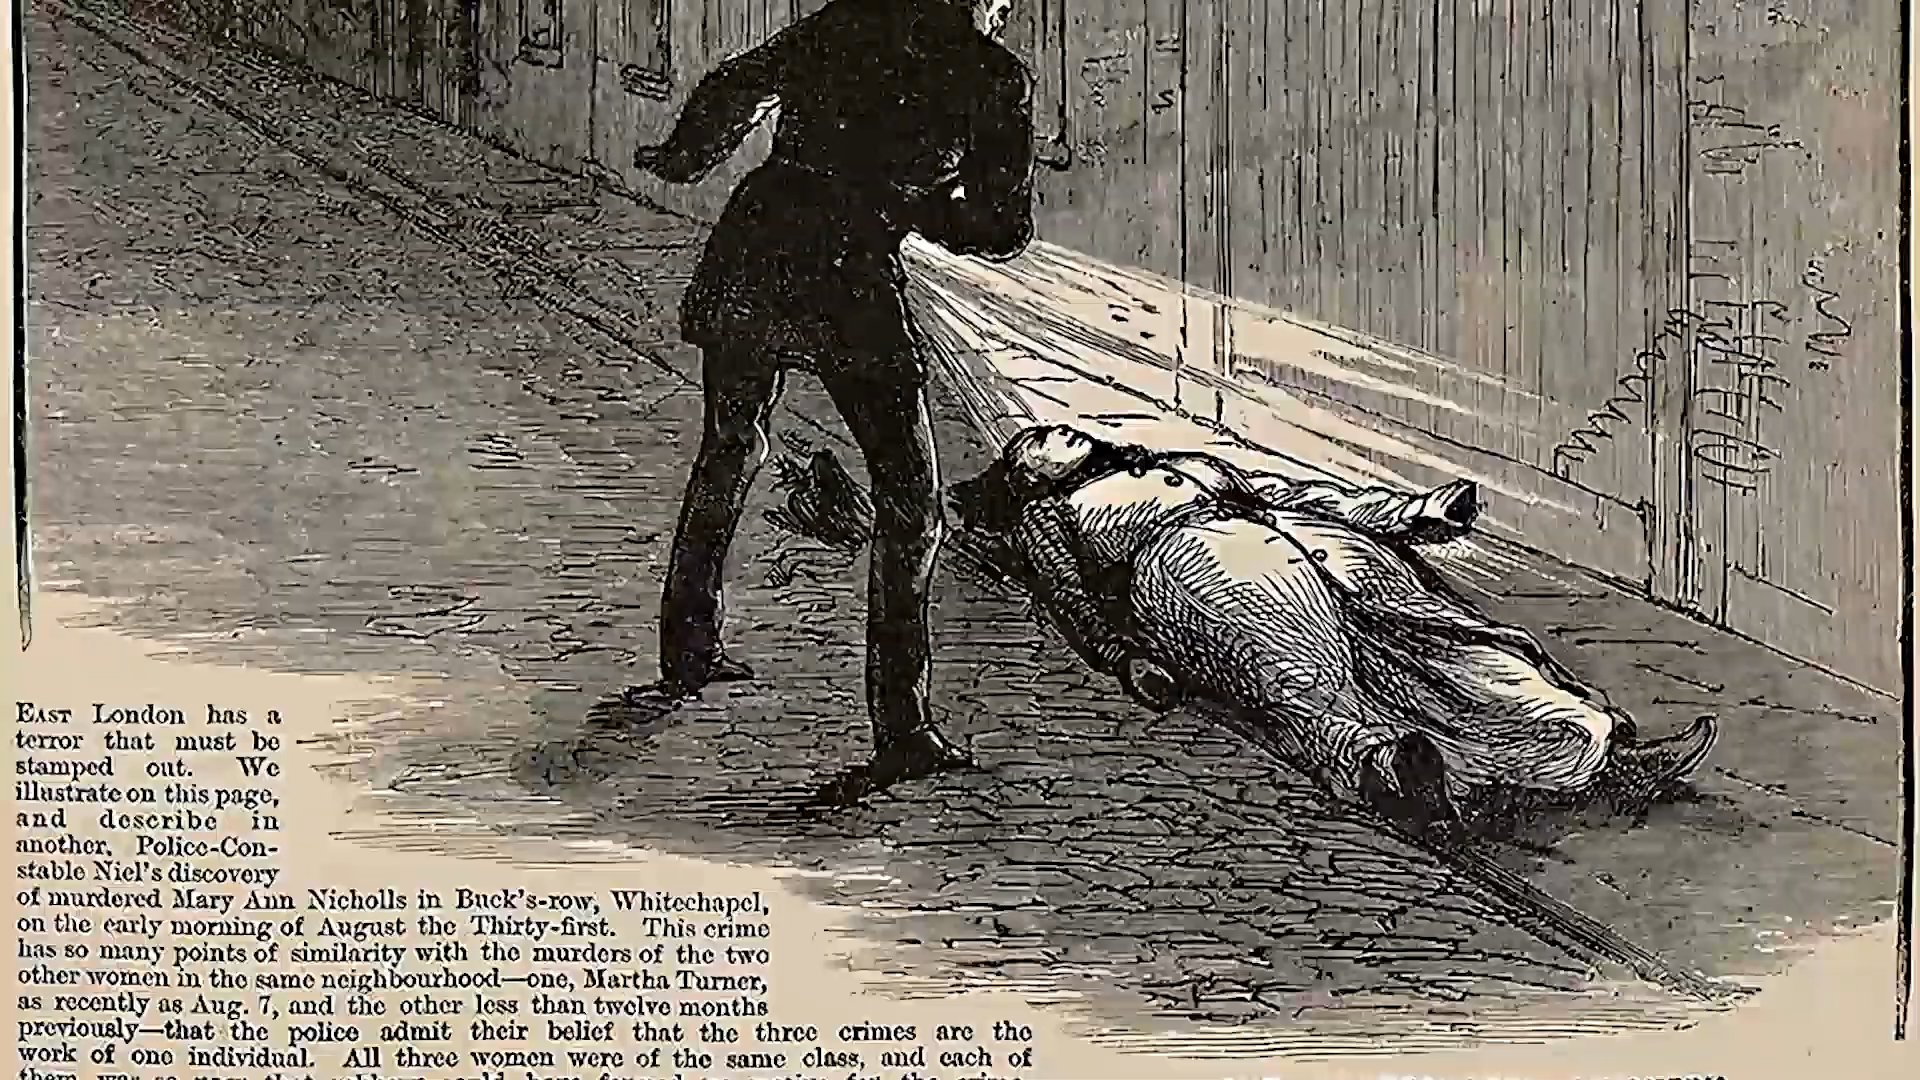 EAST London has a
terror that must be
stamped out. We
illustrate on this page,
and describe in
another, Police-Con-
stable Niel's discovery
of murdered Mary Ann Nicholls in Buck's-row, Whitechapel,
on the early morning of August the Thirty-first. This crime
has so many points of similarity with the murders of the two
other women in the same neighbourhood—one, Martha Turner,
as recently as Aug. 7, and the other less than twelve months
previously—that the police admit their belief that the three crimes are the
work of one individual. All three women were of the same class, and each of